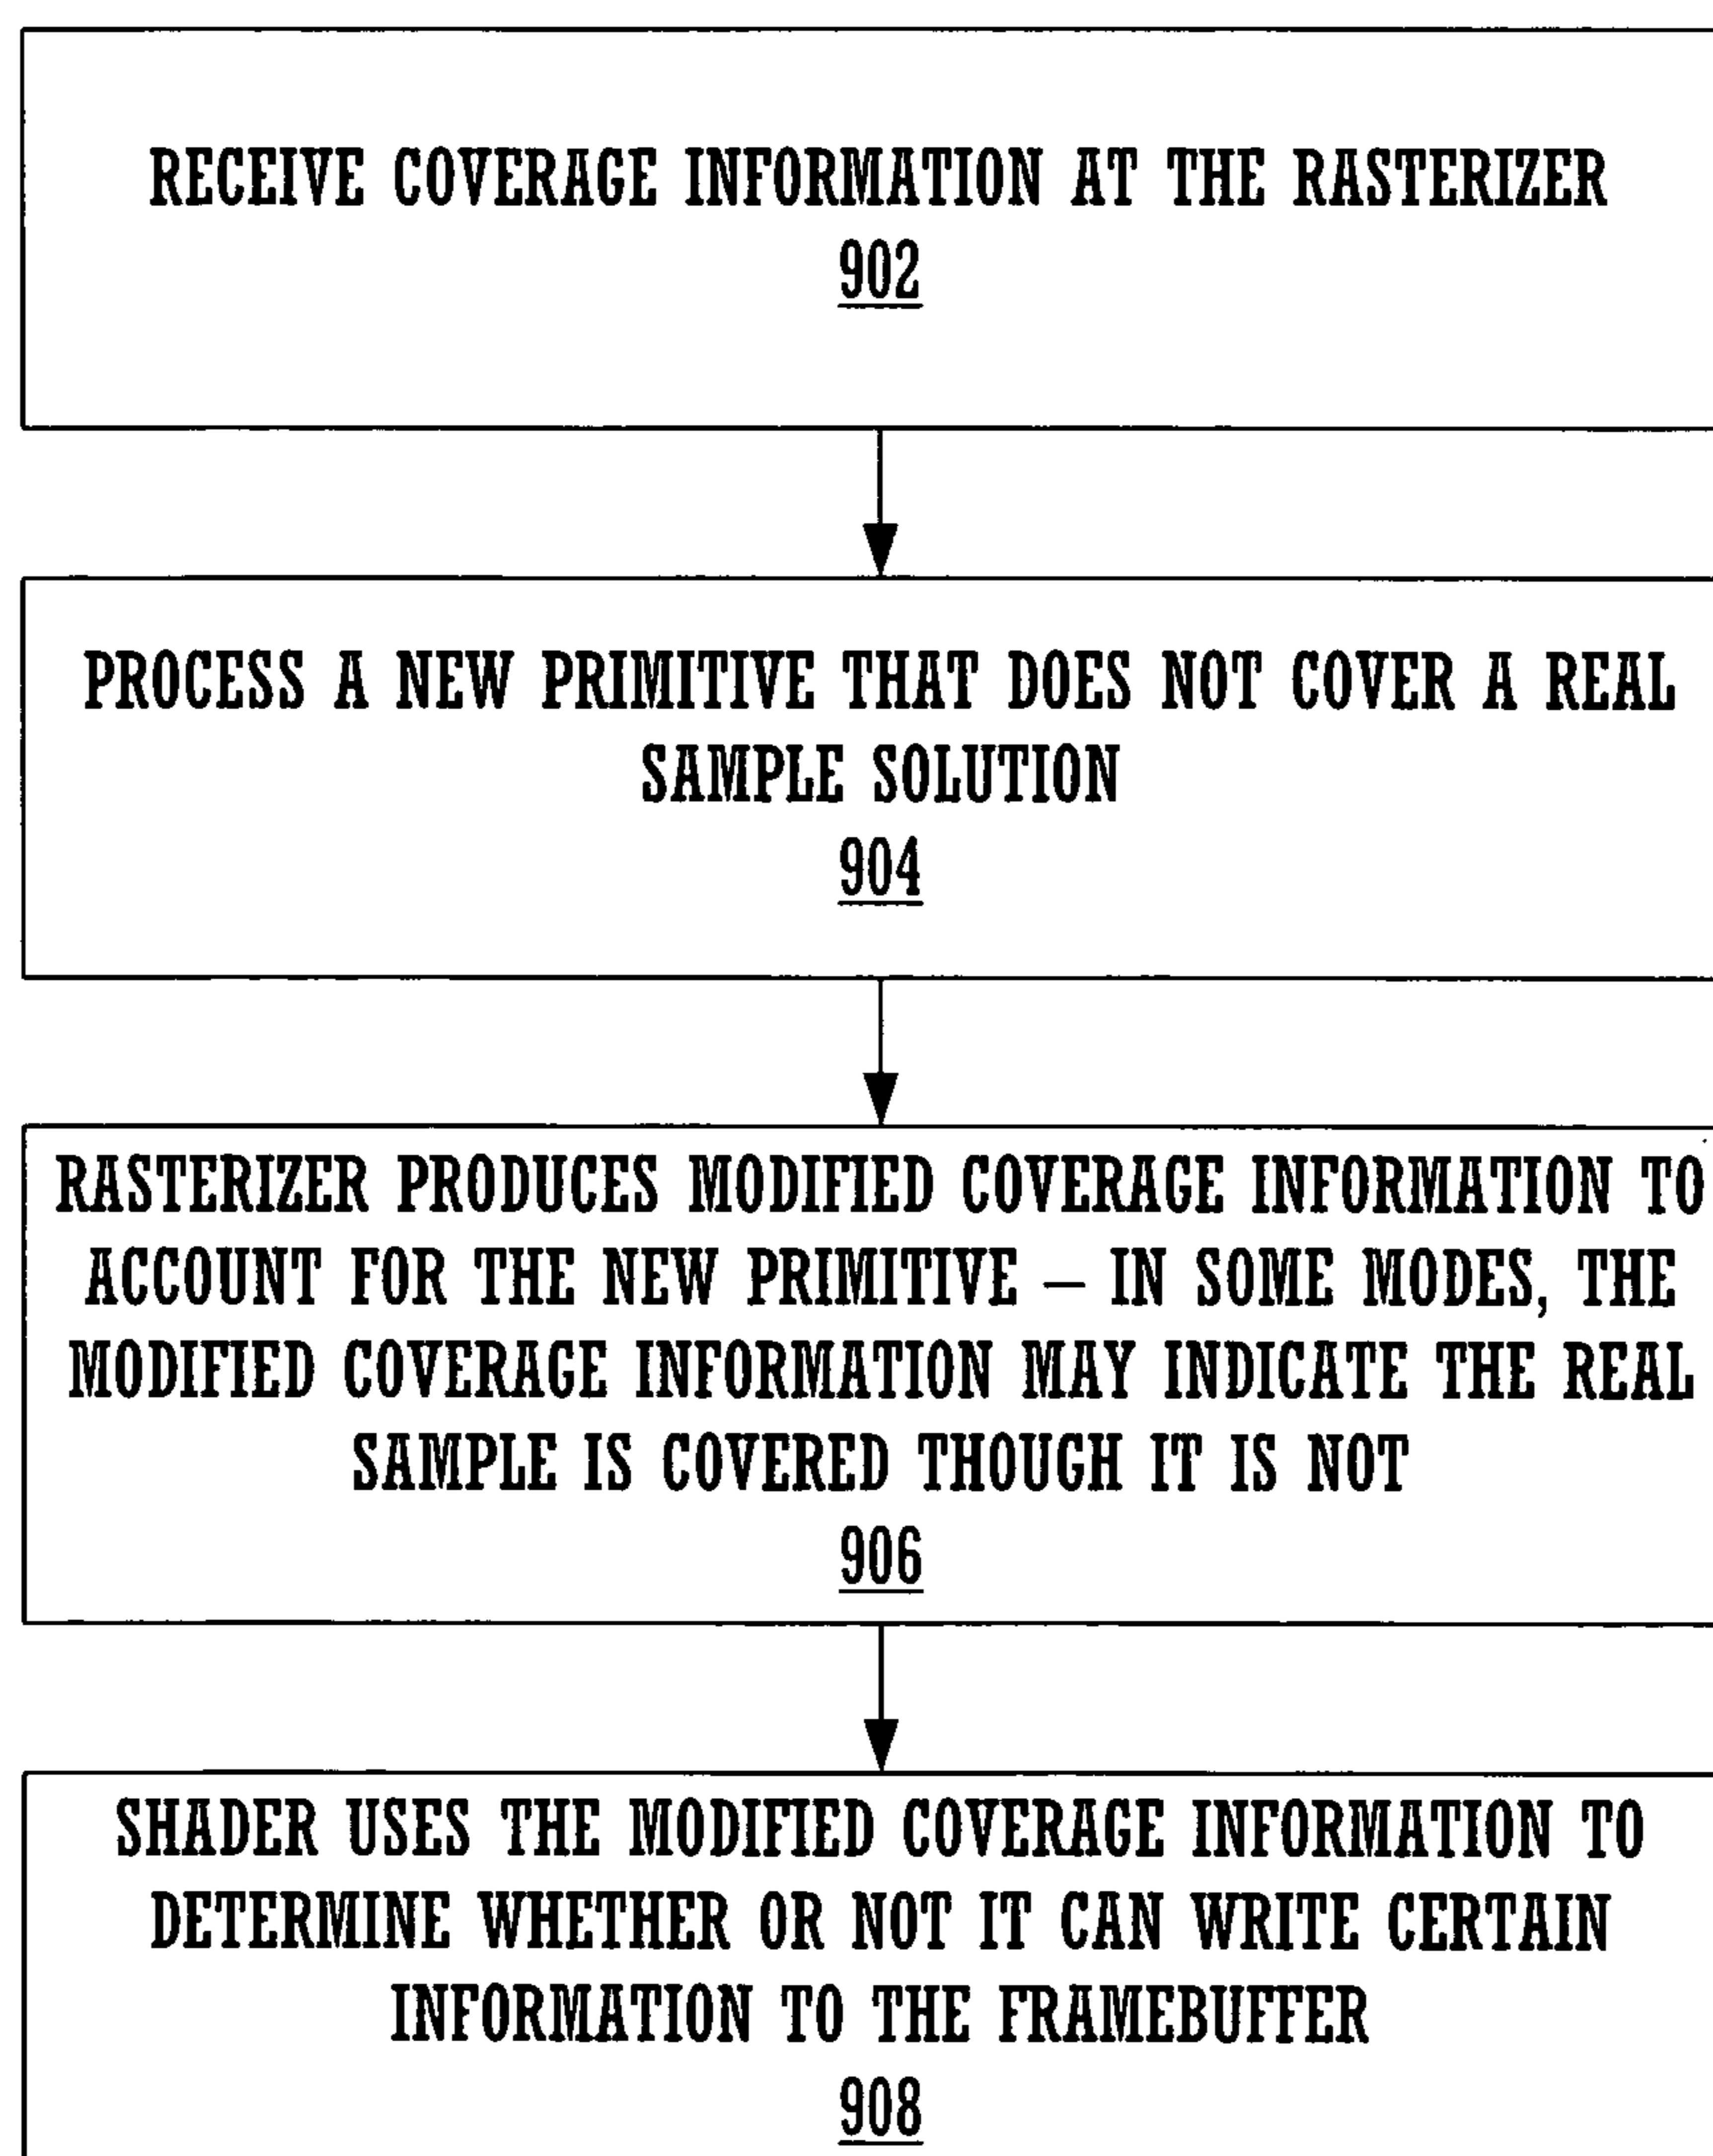 RECEIVE COVERAGE INFORMATION AT THE RASTERIZER
902
PROCESS A NEW PRIMITIVE THAT DOES NOT COVER A REAL
SAMPLE SOLUTION
904
RASTERIZER PRODUCES MODIFIED COVERAGE INFORMATION TO
ACCOUNT FOR THE NEW PRIMITIVE – IN SOME MODES, THE
MODIFIED COVERAGE INFORMATION MAY INDICATE THE REAL
SAMPLE IS COVERED THOUGH IT IS NOT
906
SHADER USES THE MODIFIED COVERAGE INFORMATION TO
DETERMINE WHETHER OR NOT IT CAN WRITE CERTAIN
INFORMATION TO THE FRAMEBUFFER
908